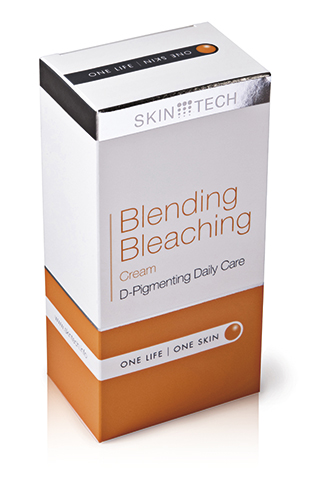 ONE LIFE | ONE SKIN
SKIN TECH
Blending
Bleaching
Cream
D-Pigmenting Daily Care
ONE LIFE | ONE SKIN